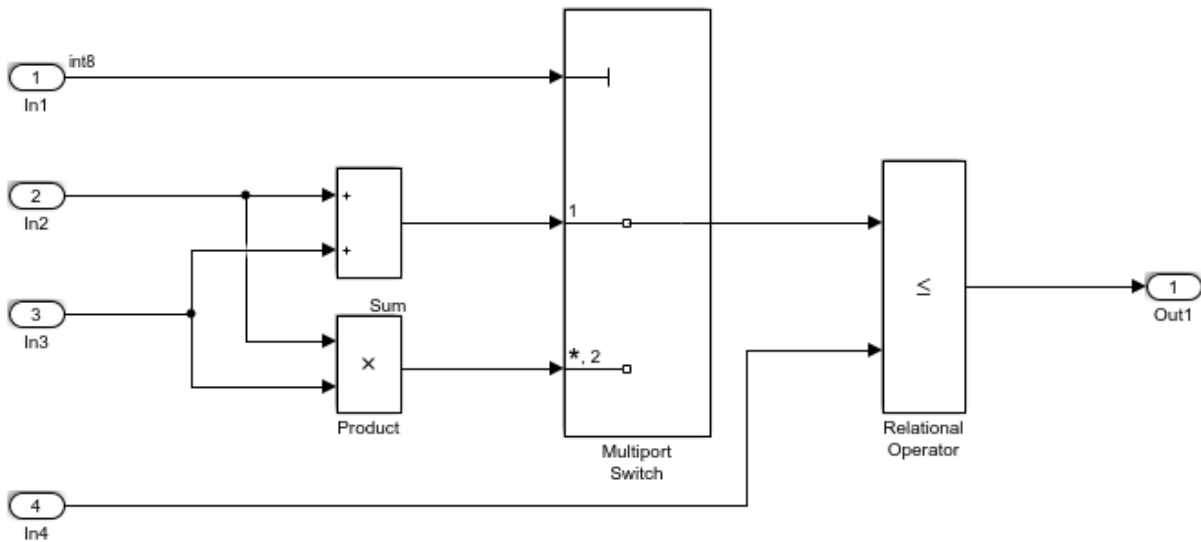 1
int8
In1
2
In2
+
+
1
3
In3
Sum
×
Product
*, 2
Multiport
Switch
≤
Relational
Operator
1
Out1
4
In4